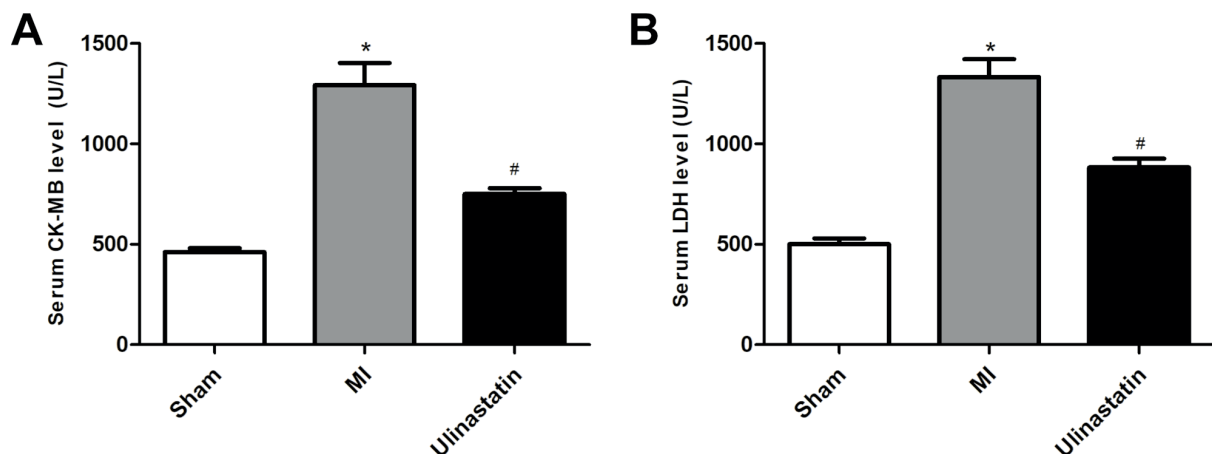 A
Serum CK-MB level (U/L)
1500
1000
500
0
*
#
Sham
MI
Ulinastatin
B
Serum LDH level (U/L)
1500
1000
500
0
*
#
Sham
MI
Ulinastatin